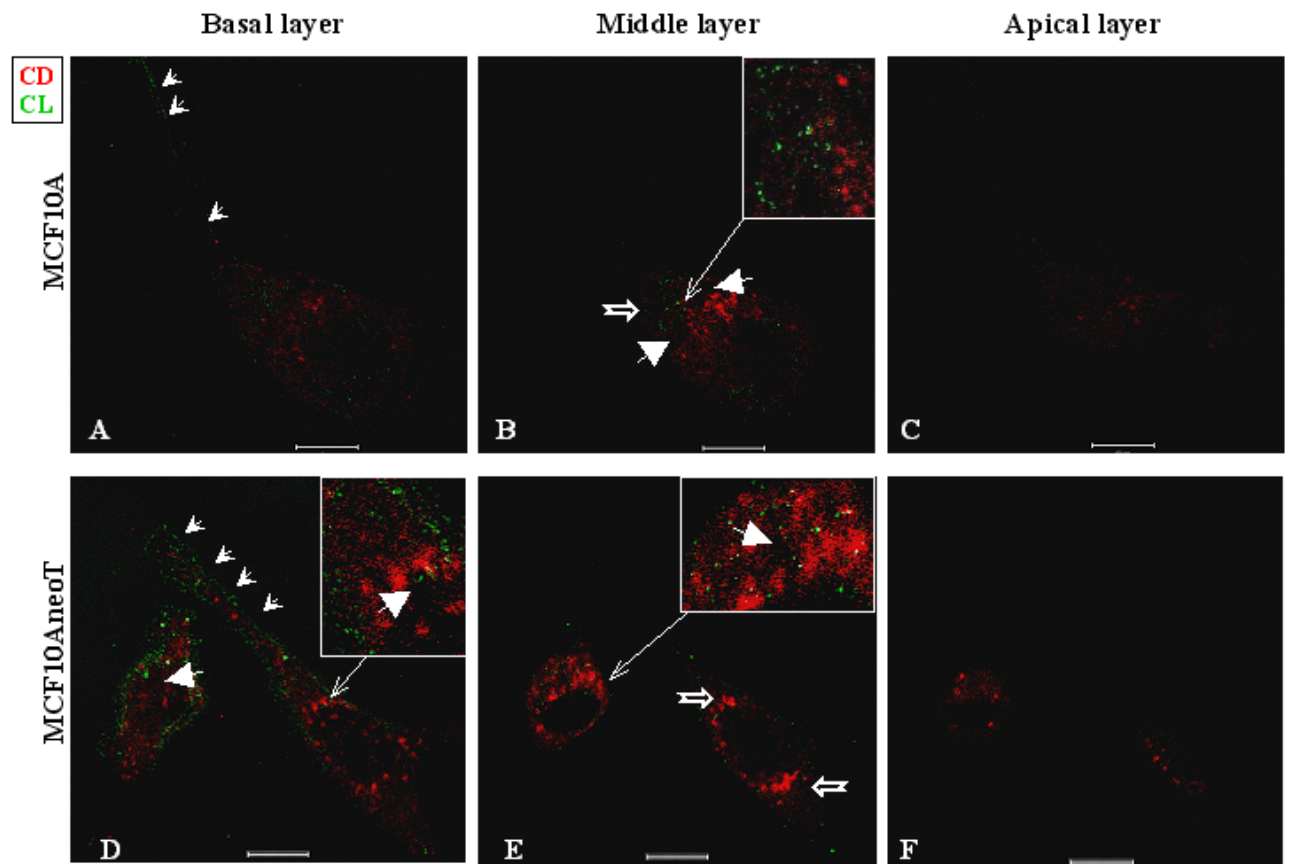 Basal layer
Middle layer
Apical layer
CD
CL
MCF10A
A
B
C
MCF10AneoT
D
E
F